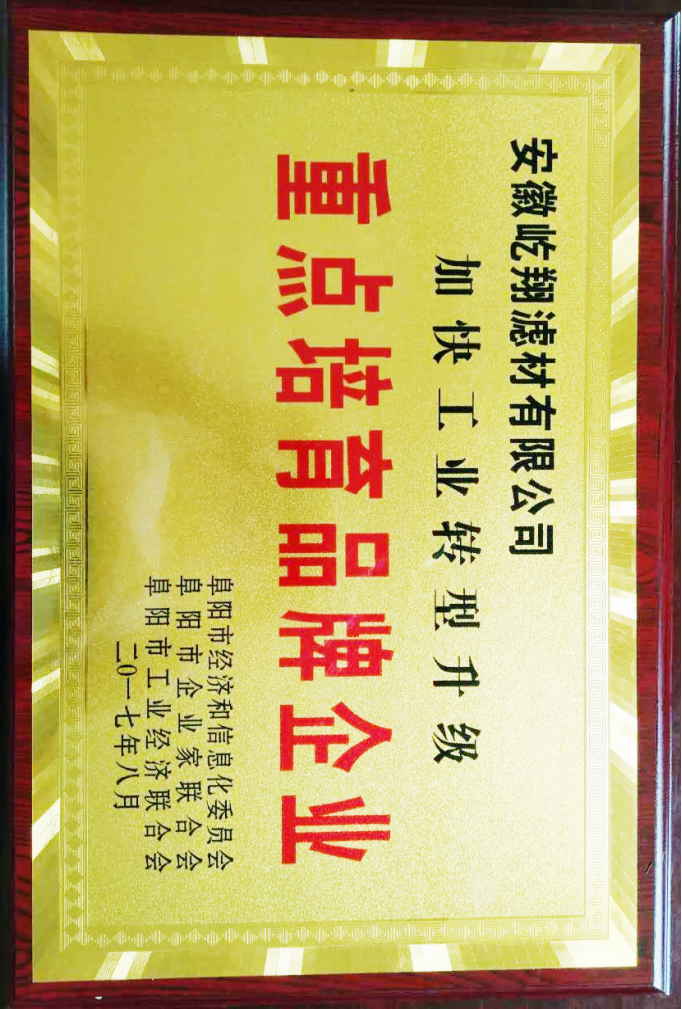 安徽屹翔滤材有限公司
加快工业转型升级
重点培育品牌企业
阜阳市经济和信息化委员会
阜阳市企业家联合会
阜阳市工业经济联合会
二〇一七年八月